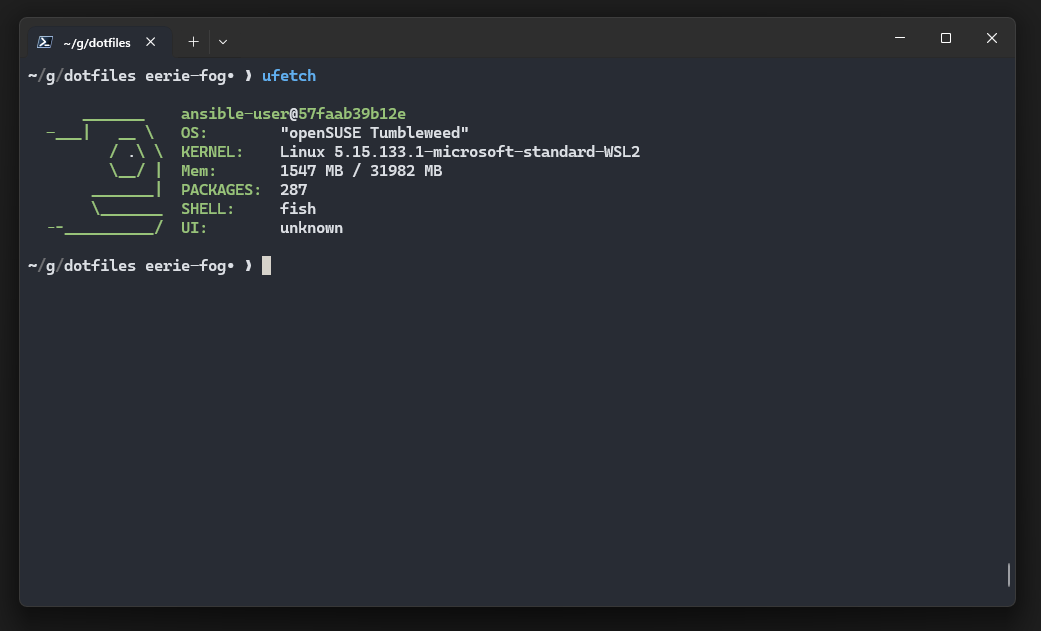 ~/g/dotfiles
~/g/dotfiles eerie-fog• ❱ ufetch
ansible-user@57faab39b12e
OS: "openSUSE Tumbleweed"
KERNEL: Linux 5.15.133.1-microsoft-standard-WSL2
Mem: 1547 MB / 31982 MB
PACKAGES: 287
SHELL: fish
UI: unknown
~/g/dotfiles eerie-fog• ❱